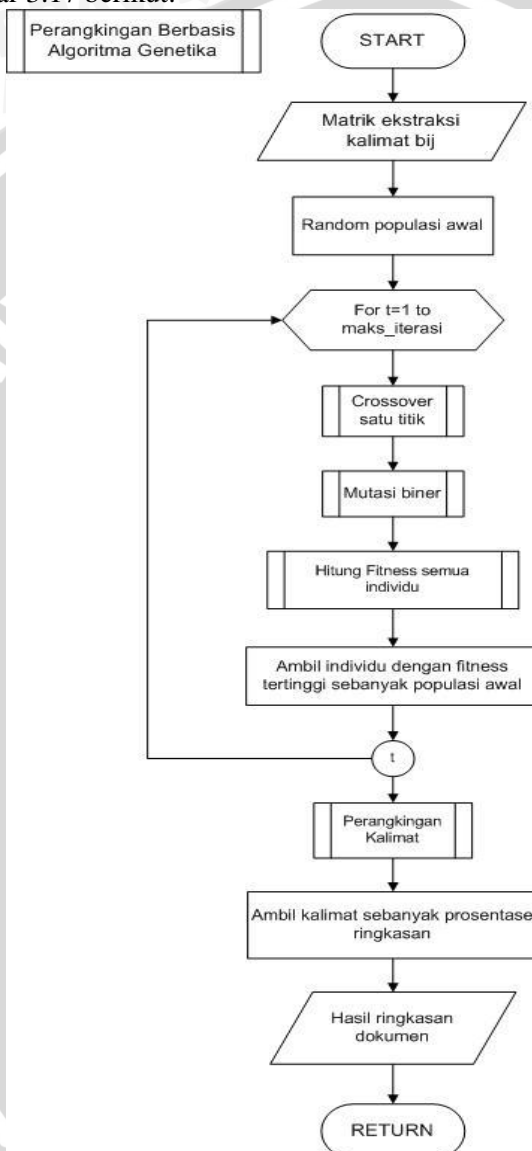 Perangkingan Berbasis
Algoritma Genetika
START
Matrik ekstraksi
kalimat bij
Random populasi awal
For t=1 to
maks_iterasi
Crossover
satu titik
Mutasi biner
Hitung Fitness semua
individu
Ambil individu dengan fitness
tertinggi sebanyak populasi awal
t
Perangkingan
Kalimat
Ambil kalimat sebanyak prosentase
ringkasan
Hasil ringkasan
dokumen
RETURN